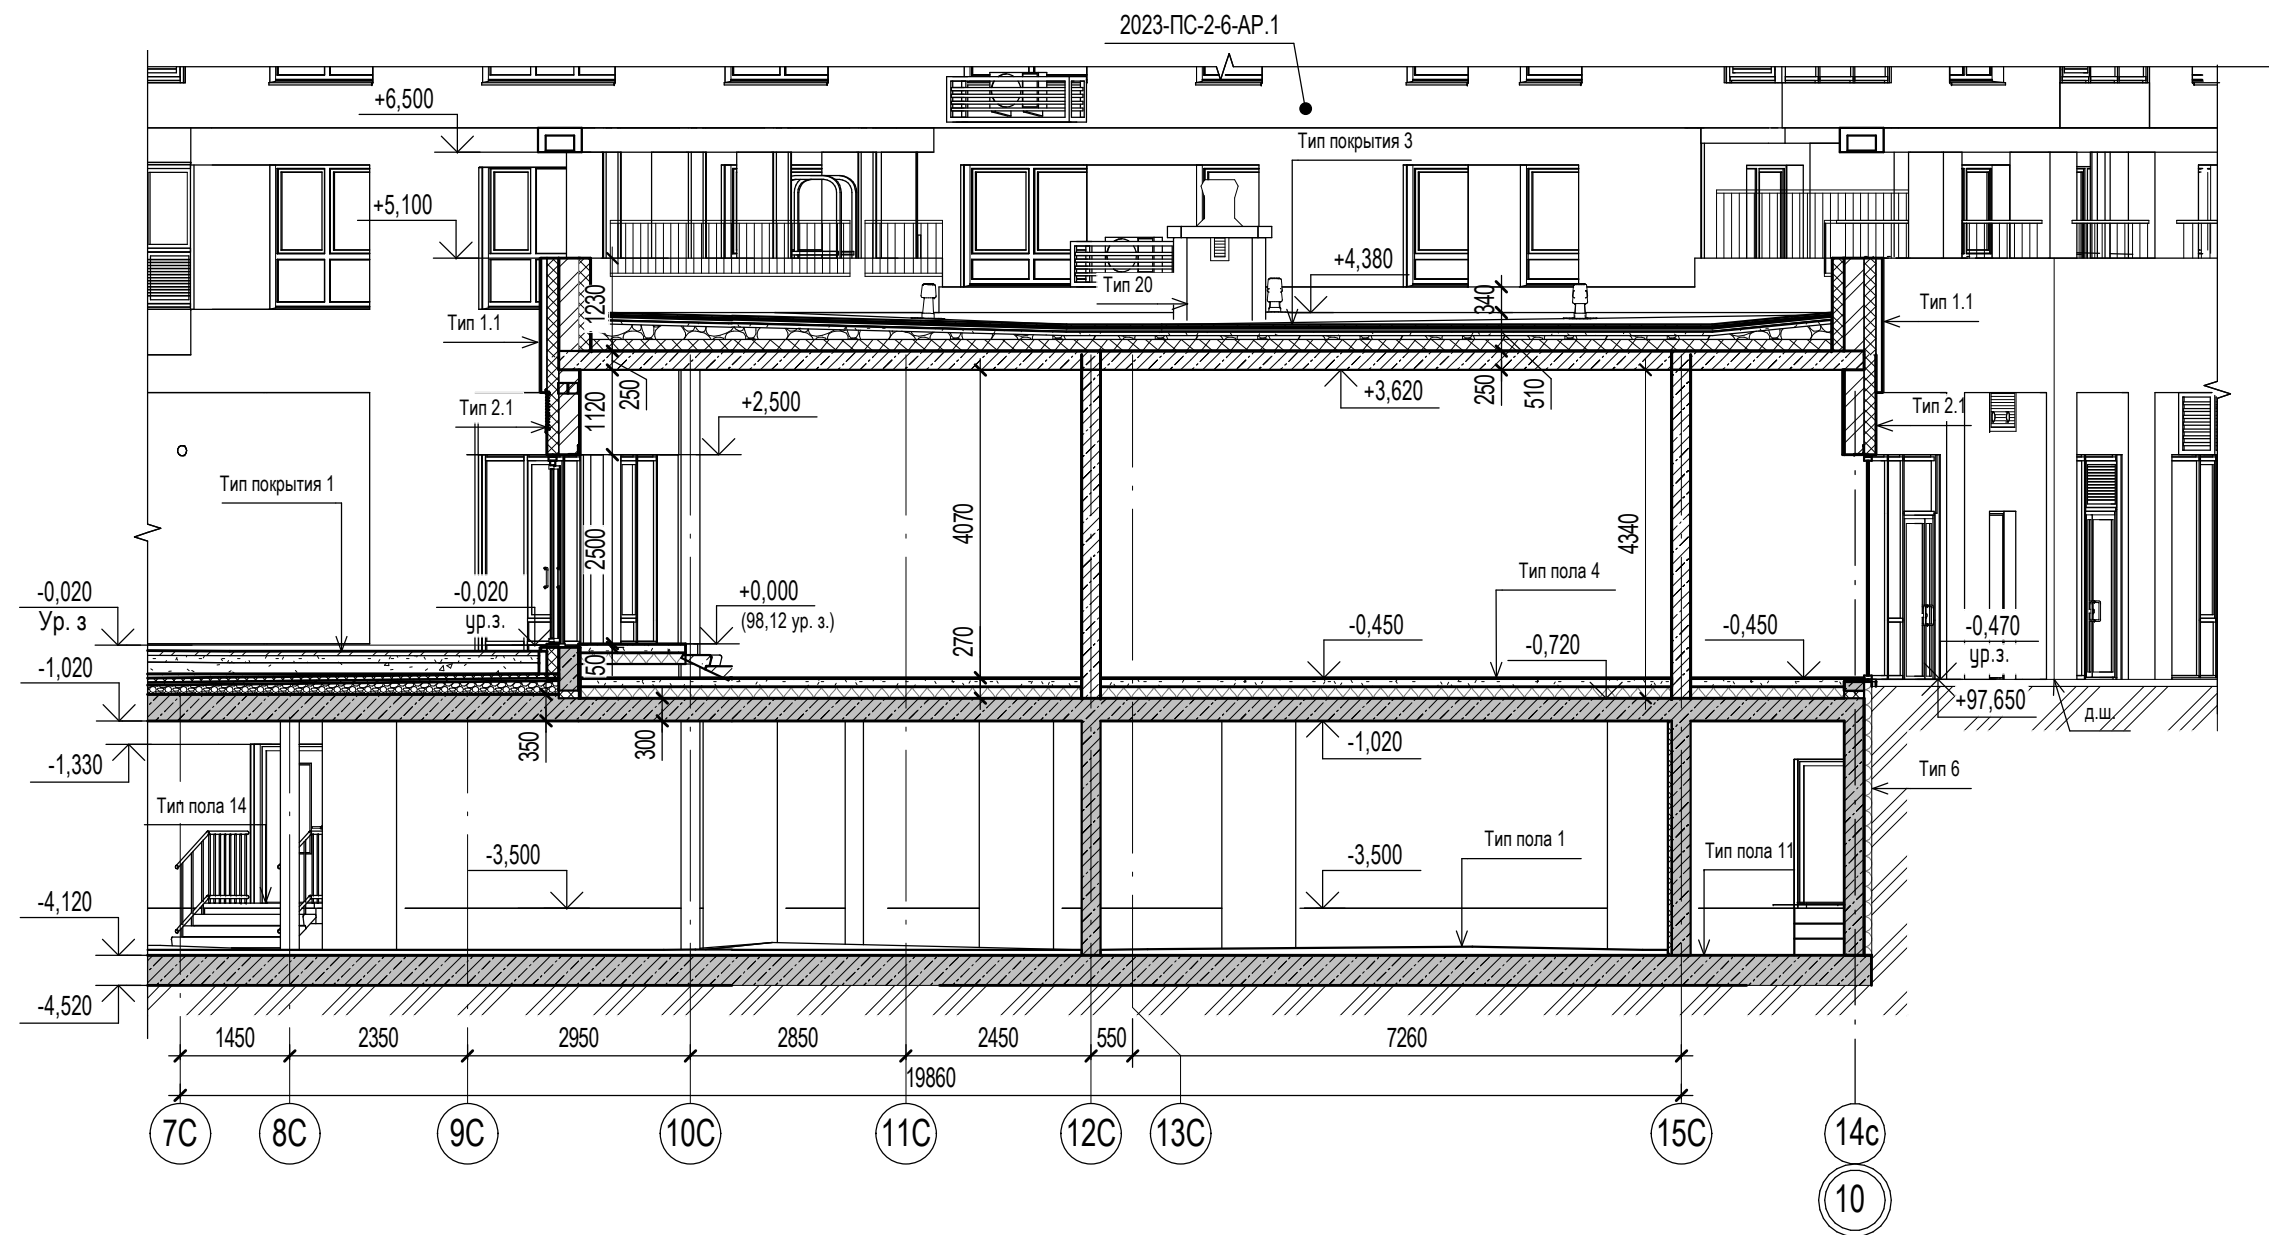 2023-ПС-2-6-АР.1
+6,500
Тип покрытия 3
+5,100
+4,380
Тип 20
340
1230
Тип 1.1
Тип 1.1
250
1120
+3,620
250
510
Тип 2.1
+2,500
Тип 2.1
Тип покрытия 1
2500
4070
4340
Тип пола 4
-0,020
Ур. з
-0,020
ур.з.
+0,000
(98,12 ур. з.)
-0,450
-0,450
-0,470
ур.з.
270
-0,720
50
-1,020
+97,650
д.ш.
350
300
-1,020
-1,330
Тип 6
Тип пола 14
-3,500
-3,500
Тип пола 1
Тип пола 11
-4,120
-4,520
1450
2350
2950
2850
2450
550
7260
19860
7С
8С
9С
10С
11С
12С
13С
15С
14с
10